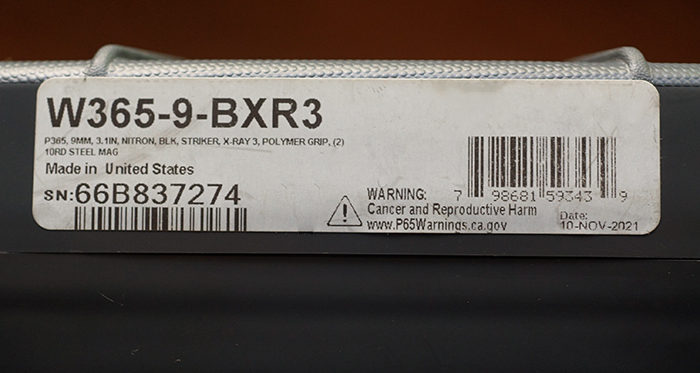 W365-9-BXR3
P365, 9MM, 3.1IN, NITRON, BLK, STRIKER, X-RAY 3, POLYMER GRIP, (2)
10RD STEEL MAG
Made in United States
SN:66B837274
WARNING:
Cancer and Reproductive Harm
www.P65Warnings.ca.gov
7 98681 59343 9
Date:
10-NOV-2021